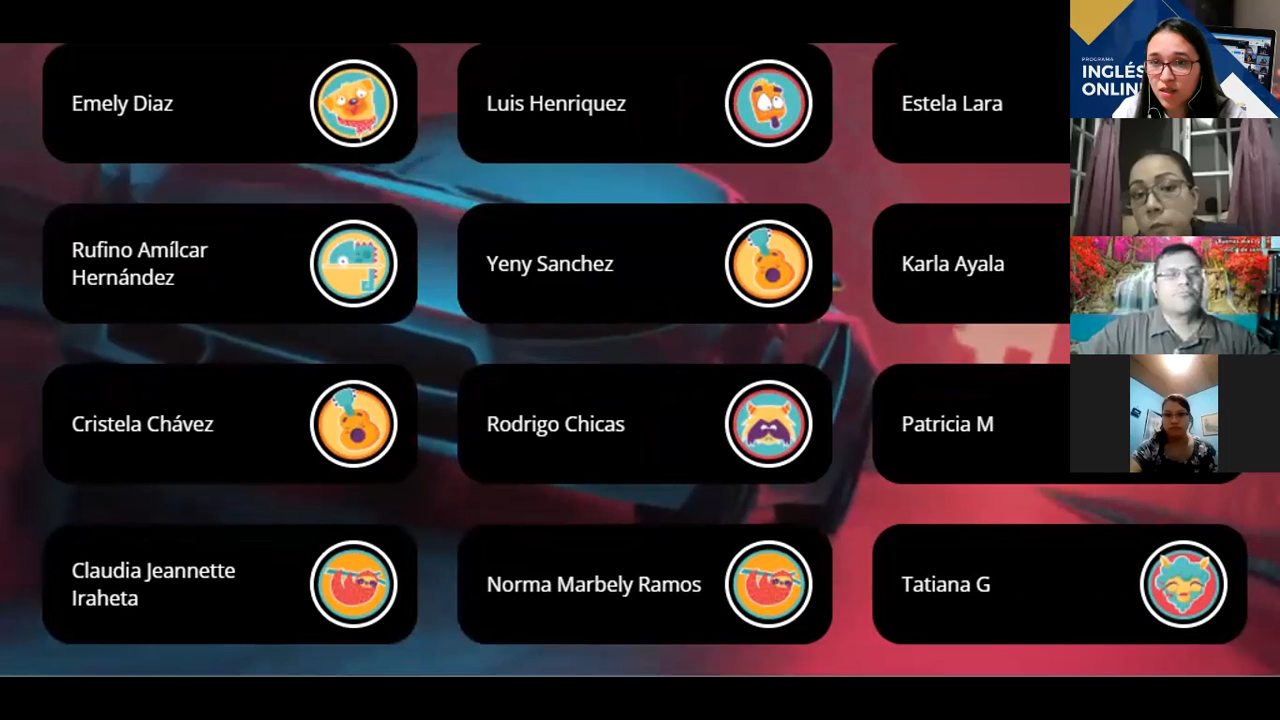 Emely Diaz
Luis Henriquez
Estela Lara
Rufino Amílcar
Hernández
Yeny Sanchez
Karla Ayala
Cristela Chávez
Rodrigo Chicas
Patricia M
Claudia Jeannette
Iraheta
Norma Marbely Ramos
Tatiana G
PROGRAMA
INGLÉS
ONLIN